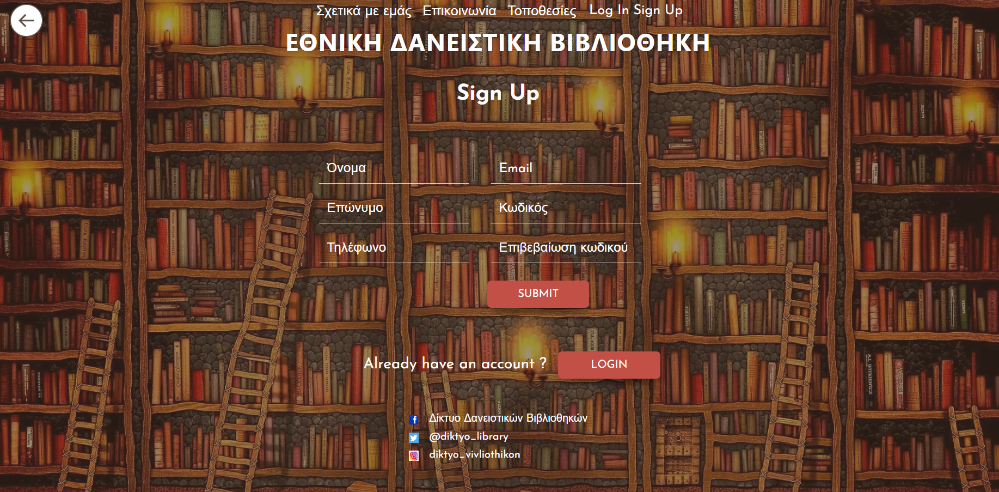 Σχετικά με εμάς Επικοινωνία Τοποθεσίες Log In Sign Up
ΕΘΝΙΚΗ ΔΑΝΕΙΣΤΙΚΗ ΒΙΒΛΙΟΘΗΚΗ
Sign Up
Όνομα Email
Επώνυμο Κωδικός
Τηλέφωνο Επιβεβαίωση κωδικού
SUBMIT
Already have an account ? LOGIN
Δίκτυο Δανειστικών Βιβλιοθηκών
@diktyo_library
diktyo_vivliothikon